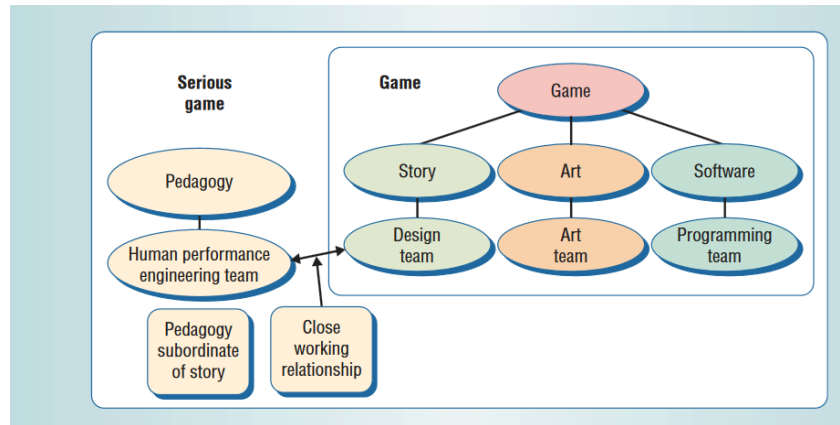 Serious
game
Game
Game
Pedagogy
Story
Art
Software
Human performance
engineering team
Design
team
Art
team
Programming
team
Pedagogy
subordinate
of story
Close
working
relationship